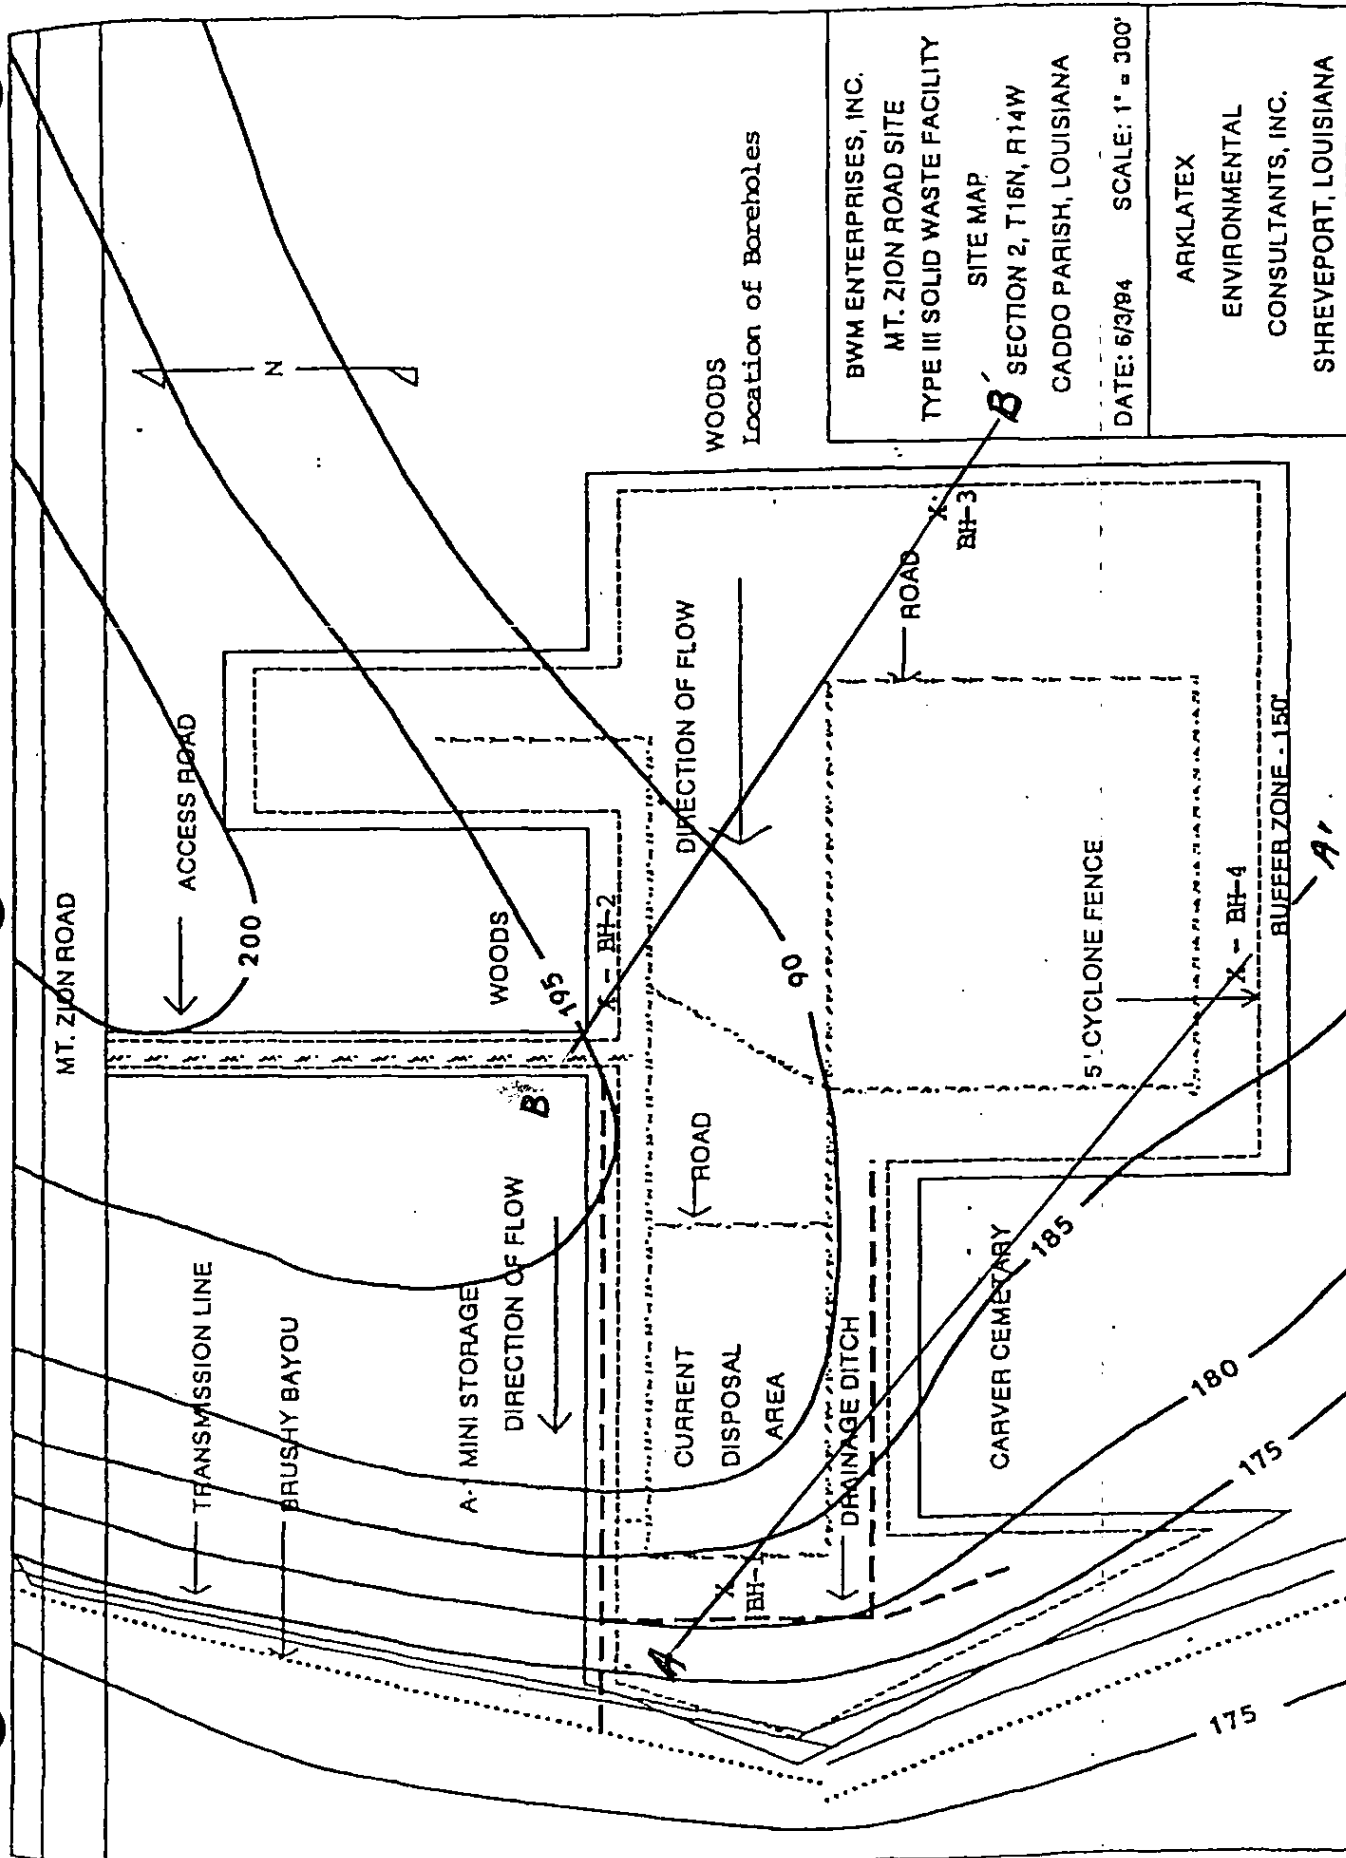 MT. ZION ROAD
ACCESS ROAD
200
N
TRANSMISSION LINE
BRUSHY BAYOU
A-1 MINI STORAGE
DIRECTION OF FLOW
WOODS
195
X - BH-2
B
WOODS
Location of Boreholes
CURRENT
DISPOSAL
AREA
ROAD
DIRECTION OF FLOW
90
A
X
BH-1
DRAINAGE DITCH
ROAD
X
BH-3
B'
CARVER CEMETARY
185
5' CYCLONE FENCE
X - BH-4
BUFFER ZONE - 150'
A'
180
175
175
BWM ENTERPRISES, INC.
MT. ZION ROAD SITE
TYPE III SOLID WASTE FACILITY
SITE MAP
SECTION 2, T16N, R14W
CADDO PARISH, LOUISIANA
DATE: 6/3/94 SCALE: 1" = 300'
ARKLATEX
ENVIRONMENTAL
CONSULTANTS, INC.
SHREVEPORT, LOUISIANA